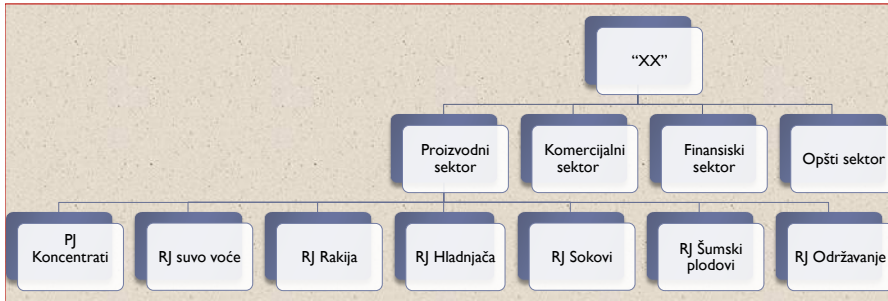 “XX”
Proizvodni
sektor
Komercijalni
sektor
Finansiski
sektor
Opšti sektor
PJ
Koncentrati
RJ suvo voće
RJ Rakija
RJ Hladnjača
RJ Sokovi
RJ Šumski
plodovi
RJ Održavanje